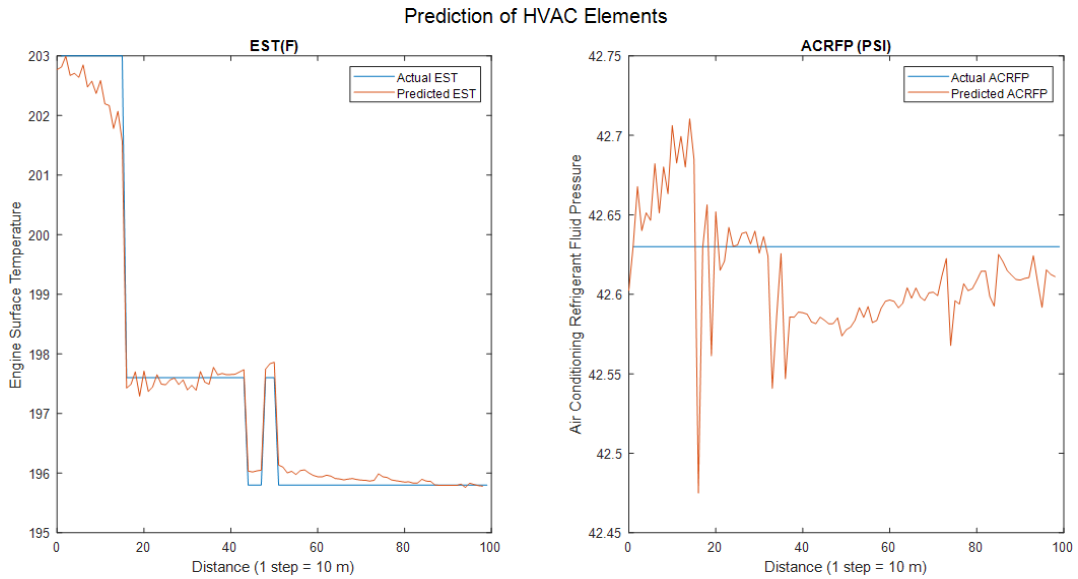 Prediction of HVAC Elements
EST(F)
203
202
201
200
199
198
197
196
195
Engine Surface Temperature
Actual EST
Predicted EST
0 20 40 60 80 100
Distance (1 step = 10 m)
ACRFP (PSI)
42.75
42.7
42.65
42.6
42.55
42.5
42.45
Air Conditioning Refrigerant Fluid Pressure
Actual ACRFP
Predicted ACRFP
0 20 40 60 80 100
Distance (1 step = 10 m)